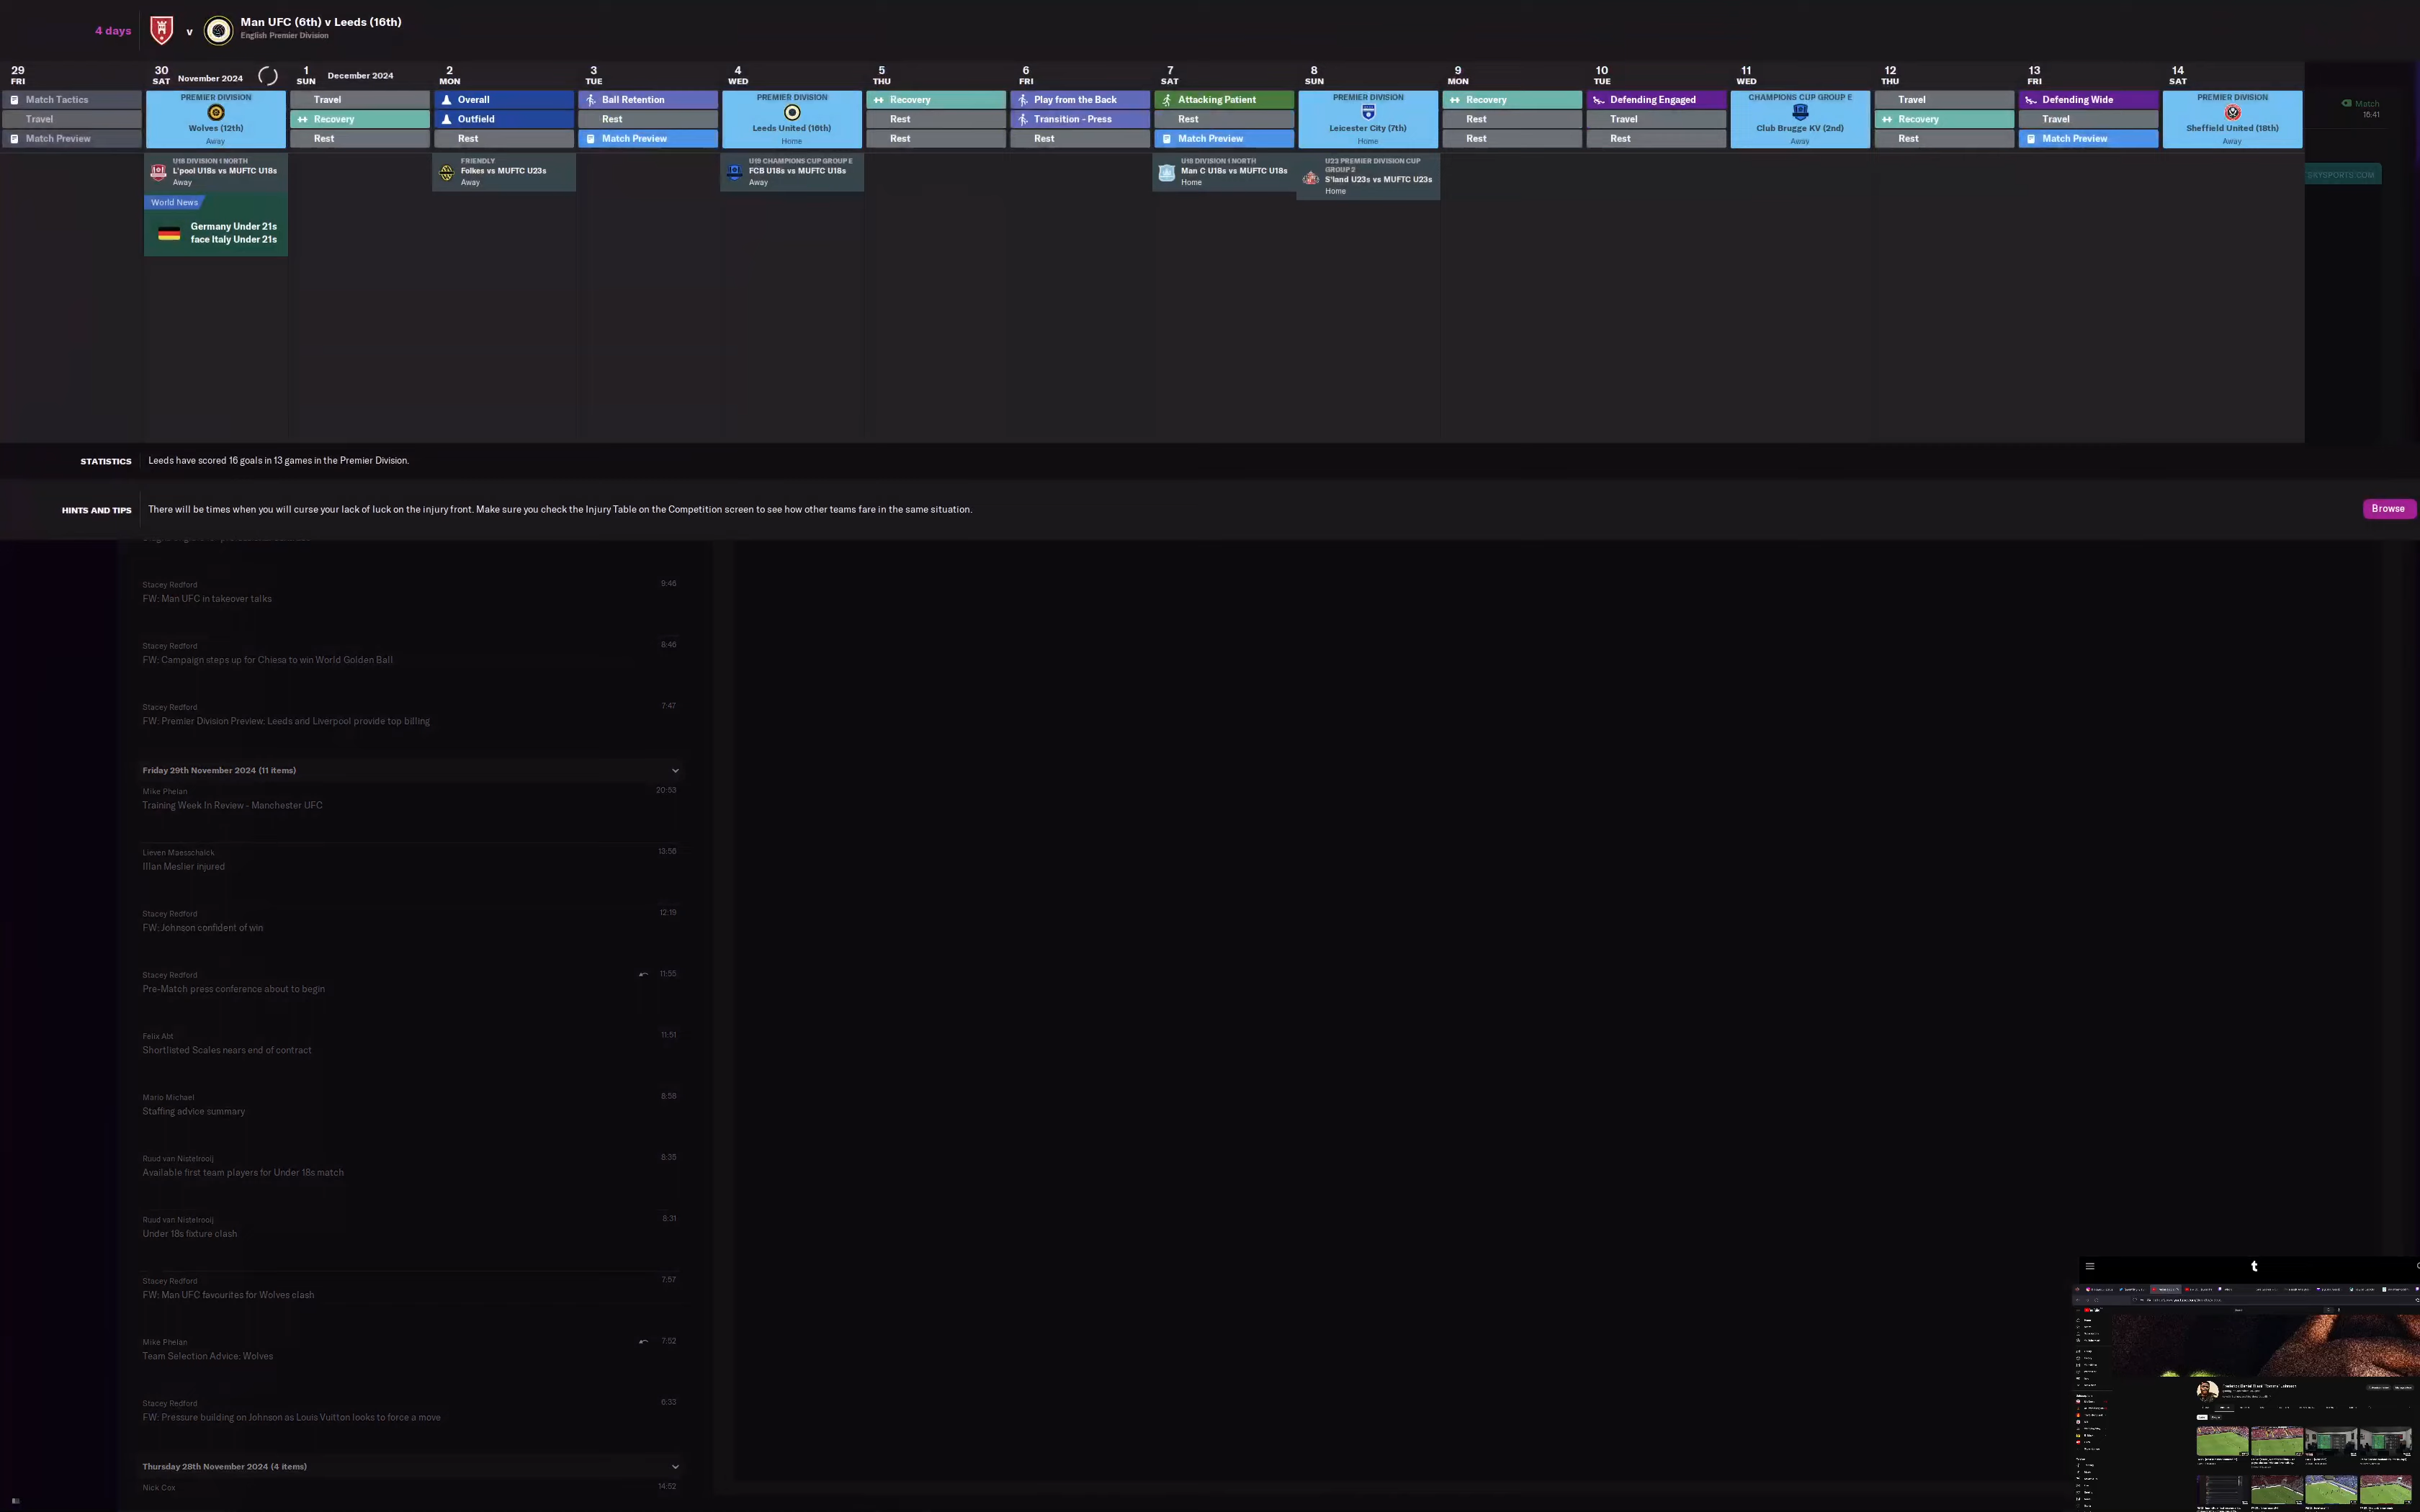 4 days
v
Man UFC (6th) v Leeds (16th)
English Premier Division
29
FRI
Match Tactics
Travel
Match Preview
30
SAT November 2024
PREMIER DIVISION
Wolves (12th)
Away
U18 DIVISION 1 NORTH
L'pool U18s vs MUFTC U18s
Away
World News
Germany Under 21s
face Italy Under 21s
1
SUN December 2024
Travel
Recovery
Rest
2
MON
Overall
Outfield
Rest
FRIENDLY
Folkes vs MUFTC U23s
Away
3
TUE
Ball Retention
Rest
Match Preview
4
WED
PREMIER DIVISION
Leeds United (16th)
Home
U19 CHAMPIONS CUP GROUP E
FCB U18s vs MUFTC U18s
Away
5
THU
Recovery
Rest
Rest
6
FRI
Play from the Back
Transition - Press
Rest
7
SAT
Attacking Patient
Rest
Match Preview
U18 DIVISION 1 NORTH
Man C U18s vs MUFTC U18s
Home
8
SUN
PREMIER DIVISION
Leicester City (7th)
Home
U23 PREMIER DIVISION CUP
GROUP 2
S'land U23s vs MUFTC U23s
Home
9
MON
Recovery
Rest
Rest
10
TUE
Defending Engaged
Travel
Rest
11
WED
CHAMPIONS CUP GROUP E
Club Brugge KV (2nd)
Away
12
THU
Travel
Recovery
Rest
13
FRI
Defending Wide
Travel
Match Preview
14
SAT
PREMIER DIVISION
Sheffield United (18th)
Away
Match
16:41
SKYSPORTS.COM
STATISTICS Leeds have scored 16 goals in 13 games in the Premier Division.
HINTS AND TIPS There will be times when you will curse your lack of luck on the injury front. Make sure you check the Injury Table on the Competition screen to see how other teams fare in the same situation.
Browse
Stacey Redford 9:46
FW: Man UFC in takeover talks
Stacey Redford 8:46
FW: Campaign steps up for Chiesa to win World Golden Ball
Stacey Redford 7:47
FW: Premier Division Preview: Leeds and Liverpool provide top billing
Friday 29th November 2024 (11 items)
Mike Phelan 20:53
Training Week In Review - Manchester UFC
Lieven Maesschalck 13:56
Illan Meslier injured
Stacey Redford 12:19
FW: Johnson confident of win
Stacey Redford 11:55
Pre-Match press conference about to begin
Felix Abt 11:51
Shortlisted Scales nears end of contract
Mario Michael 8:58
Staffing advice summary
Ruud van Nistelrooij 8:35
Available first team players for Under 18s match
Ruud van Nistelrooij 8:31
Under 18s fixture clash
Stacey Redford 7:57
FW: Man UFC favourites for Wolves clash
Mike Phelan 7:52
Team Selection Advice: Wolves
Stacey Redford 6:33
FW: Pressure building on Johnson as Louis Vuitton looks to force a move
Thursday 28th November 2024 (4 items)
Nick Cox 14:52
t